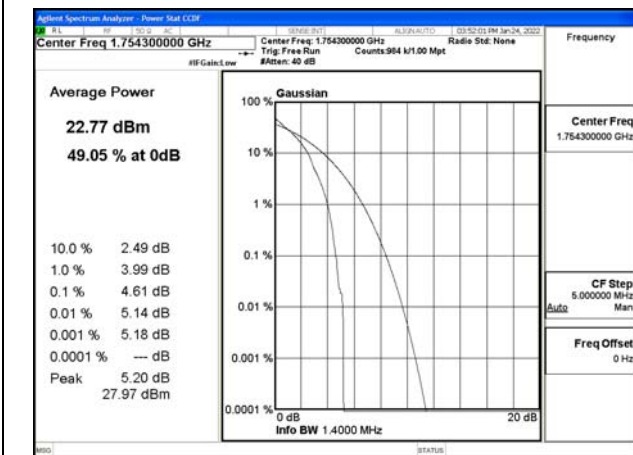 Agilent Spectrum Analyzer - Power Stat CCDF
RL RF 50 Ω AC SENSE:INT ALIGN AUTO 03:52:01 PM Jan 24, 2022
Center Freq 1.754300000 GHz
Center Freq: 1.754300000 GHz Radio Std: None
Trig: Free Run Counts:984 k/1.00 Mpt
#IFGain:Low #Atten: 40 dB
Frequency
Average Power
22.77 dBm
49.05 % at 0dB
10.0 % 2.49 dB
1.0 % 3.99 dB
0.1 % 4.61 dB
0.01 % 5.14 dB
0.001 % 5.18 dB
0.0001 % --- dB
Peak 5.20 dB
27.97 dBm
Gaussian
100 %
10 %
1 %
0.1 %
0.01 %
0.001 %
0.0001 %
0 dB 20 dB
Info BW 1.4000 MHz
Center Freq
1.754300000 GHz
CF Step
5.000000 MHz
Auto Man
Freq Offset
0 Hz
MSG STATUS